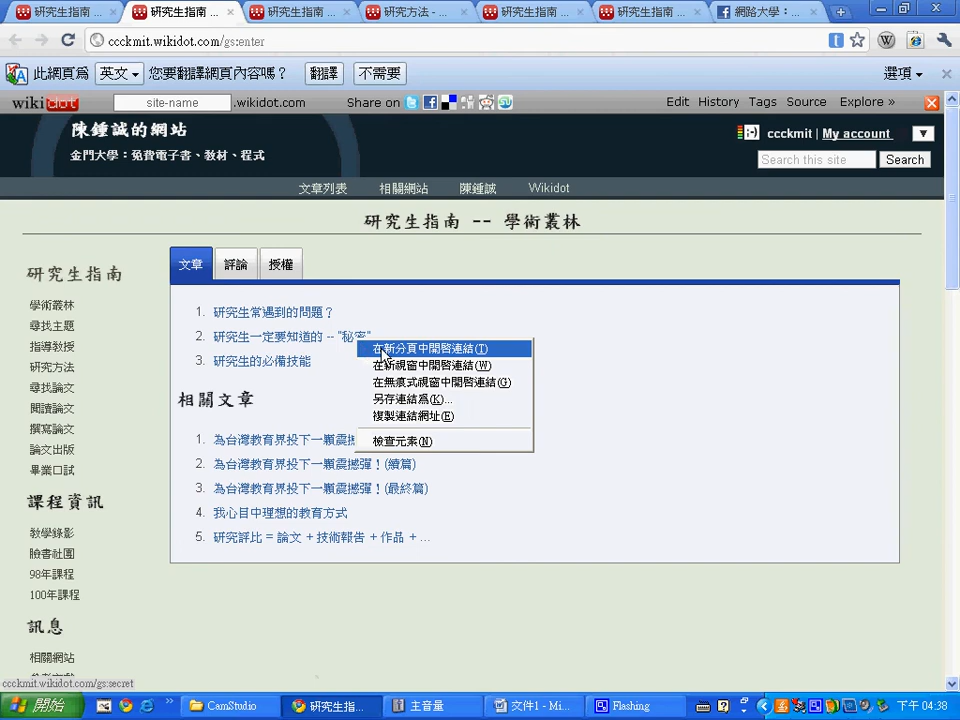 研究生指南 ...
研究生指南 ...
研究生指南 ...
研究方法 - ...
研究生指南 ...
研究生指南 ...
網路大學：...
ccckmit.wikidot.com/gs:enter
此網頁為 英文 您要翻譯網頁內容嗎？ 翻譯 不需要 選項
wikidot site-name .wikidot.com Share on Edit History Tags Source Explore »
陳鍾誠的網站
金門大學：免費電子書、教材、程式
ccckmit | My account
Search this site Search
文章列表 相關網站 陳鍾誠 Wikidot
研究生指南 -- 學術叢林
研究生指南
學術叢林
尋找主題
指導教授
研究方法
尋找論文
閱讀論文
撰寫論文
論文出版
畢業口試
課程資訊
教學錄影
臉書社團
98年課程
100年課程
訊息
相關網站
文章 評論 授權
1. 研究生常遇到的問題？
2. 研究生一定要知道的 -- "秘密"
3. 研究生的必備技能
相關文章
1. 為台灣教育界投下一顆震撼
2. 為台灣教育界投下一顆震撼彈！(續篇)
3. 為台灣教育界投下一顆震撼彈！(最終篇)
4. 我心目中理想的教育方式
5. 研究評比 = 論文 + 技術報告 + 作品 + ...
在新分頁中開啓連結(T)
在新視窗中開啓連結(W)
在無痕式視窗中開啓連結(G)
另存連結為(K)...
複製連結網址(E)
檢查元素(N)
ccckmit.wikidot.com/gs:secret
開始 CamStudio 研究生指... 主音量 文件1 - Mi... Flashing 下午 04:38